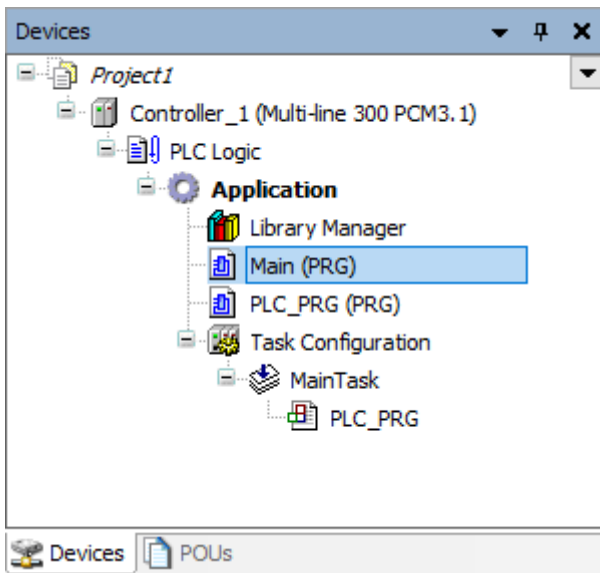 Devices
Project1
Controller_1 (Multi-line 300 PCM3.1)
PLC Logic
Application
Library Manager
Main (PRG)
PLC_PRG (PRG)
Task Configuration
MainTask
PLC_PRG
Devices POUs